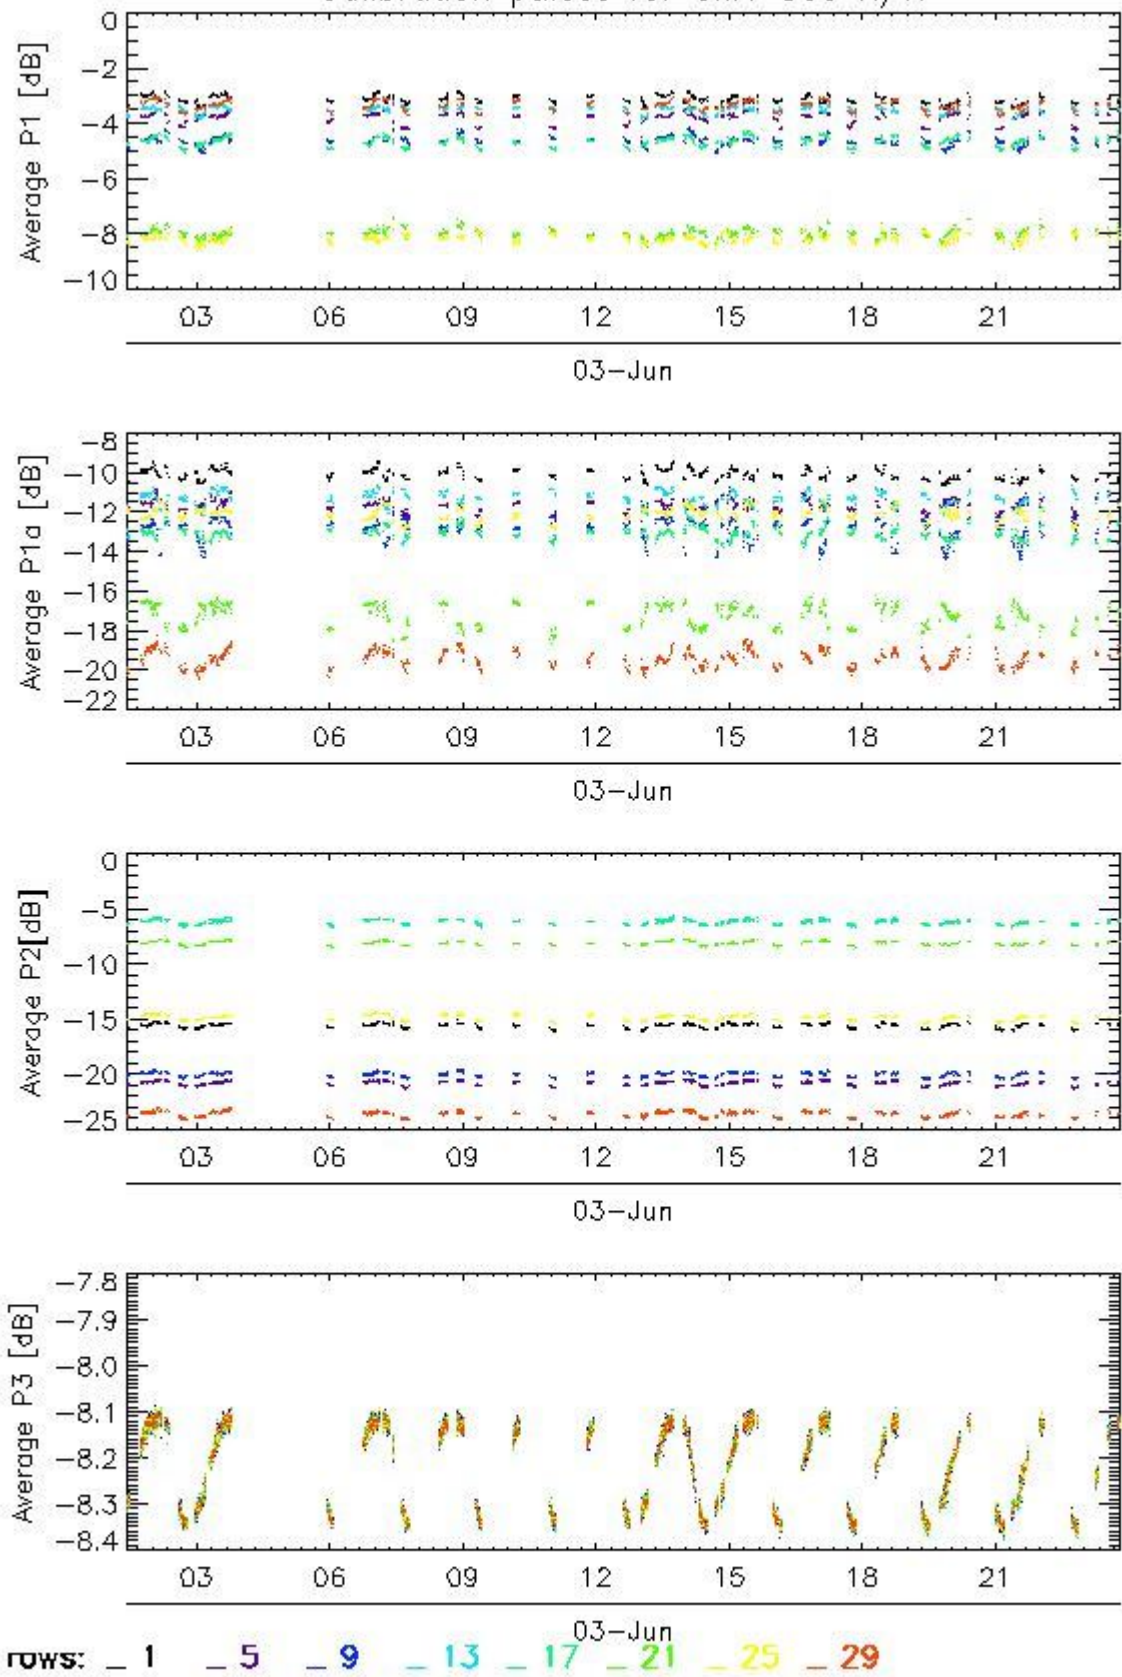 Average P1 [dB]
0
−2
−4
−6
−8
−10
03 06 09 12 15 18 21
03−Jun
Average P1a [dB]
−8
−10
−12
−14
−16
−18
−20
−22
03 06 09 12 15 18 21
03−Jun
Average P2[dB]
0
−5
−10
−15
−20
−25
03 06 09 12 15 18 21
03−Jun
Average P3 [dB]
−7.8
−7.9
−8.0
−8.1
−8.2
−8.3
−8.4
03 06 09 12 15 18 21
03−Jun
rows: _ 1 _ 5 _ 9 _ 13 _ 17 _ 21 _ 25 _ 29